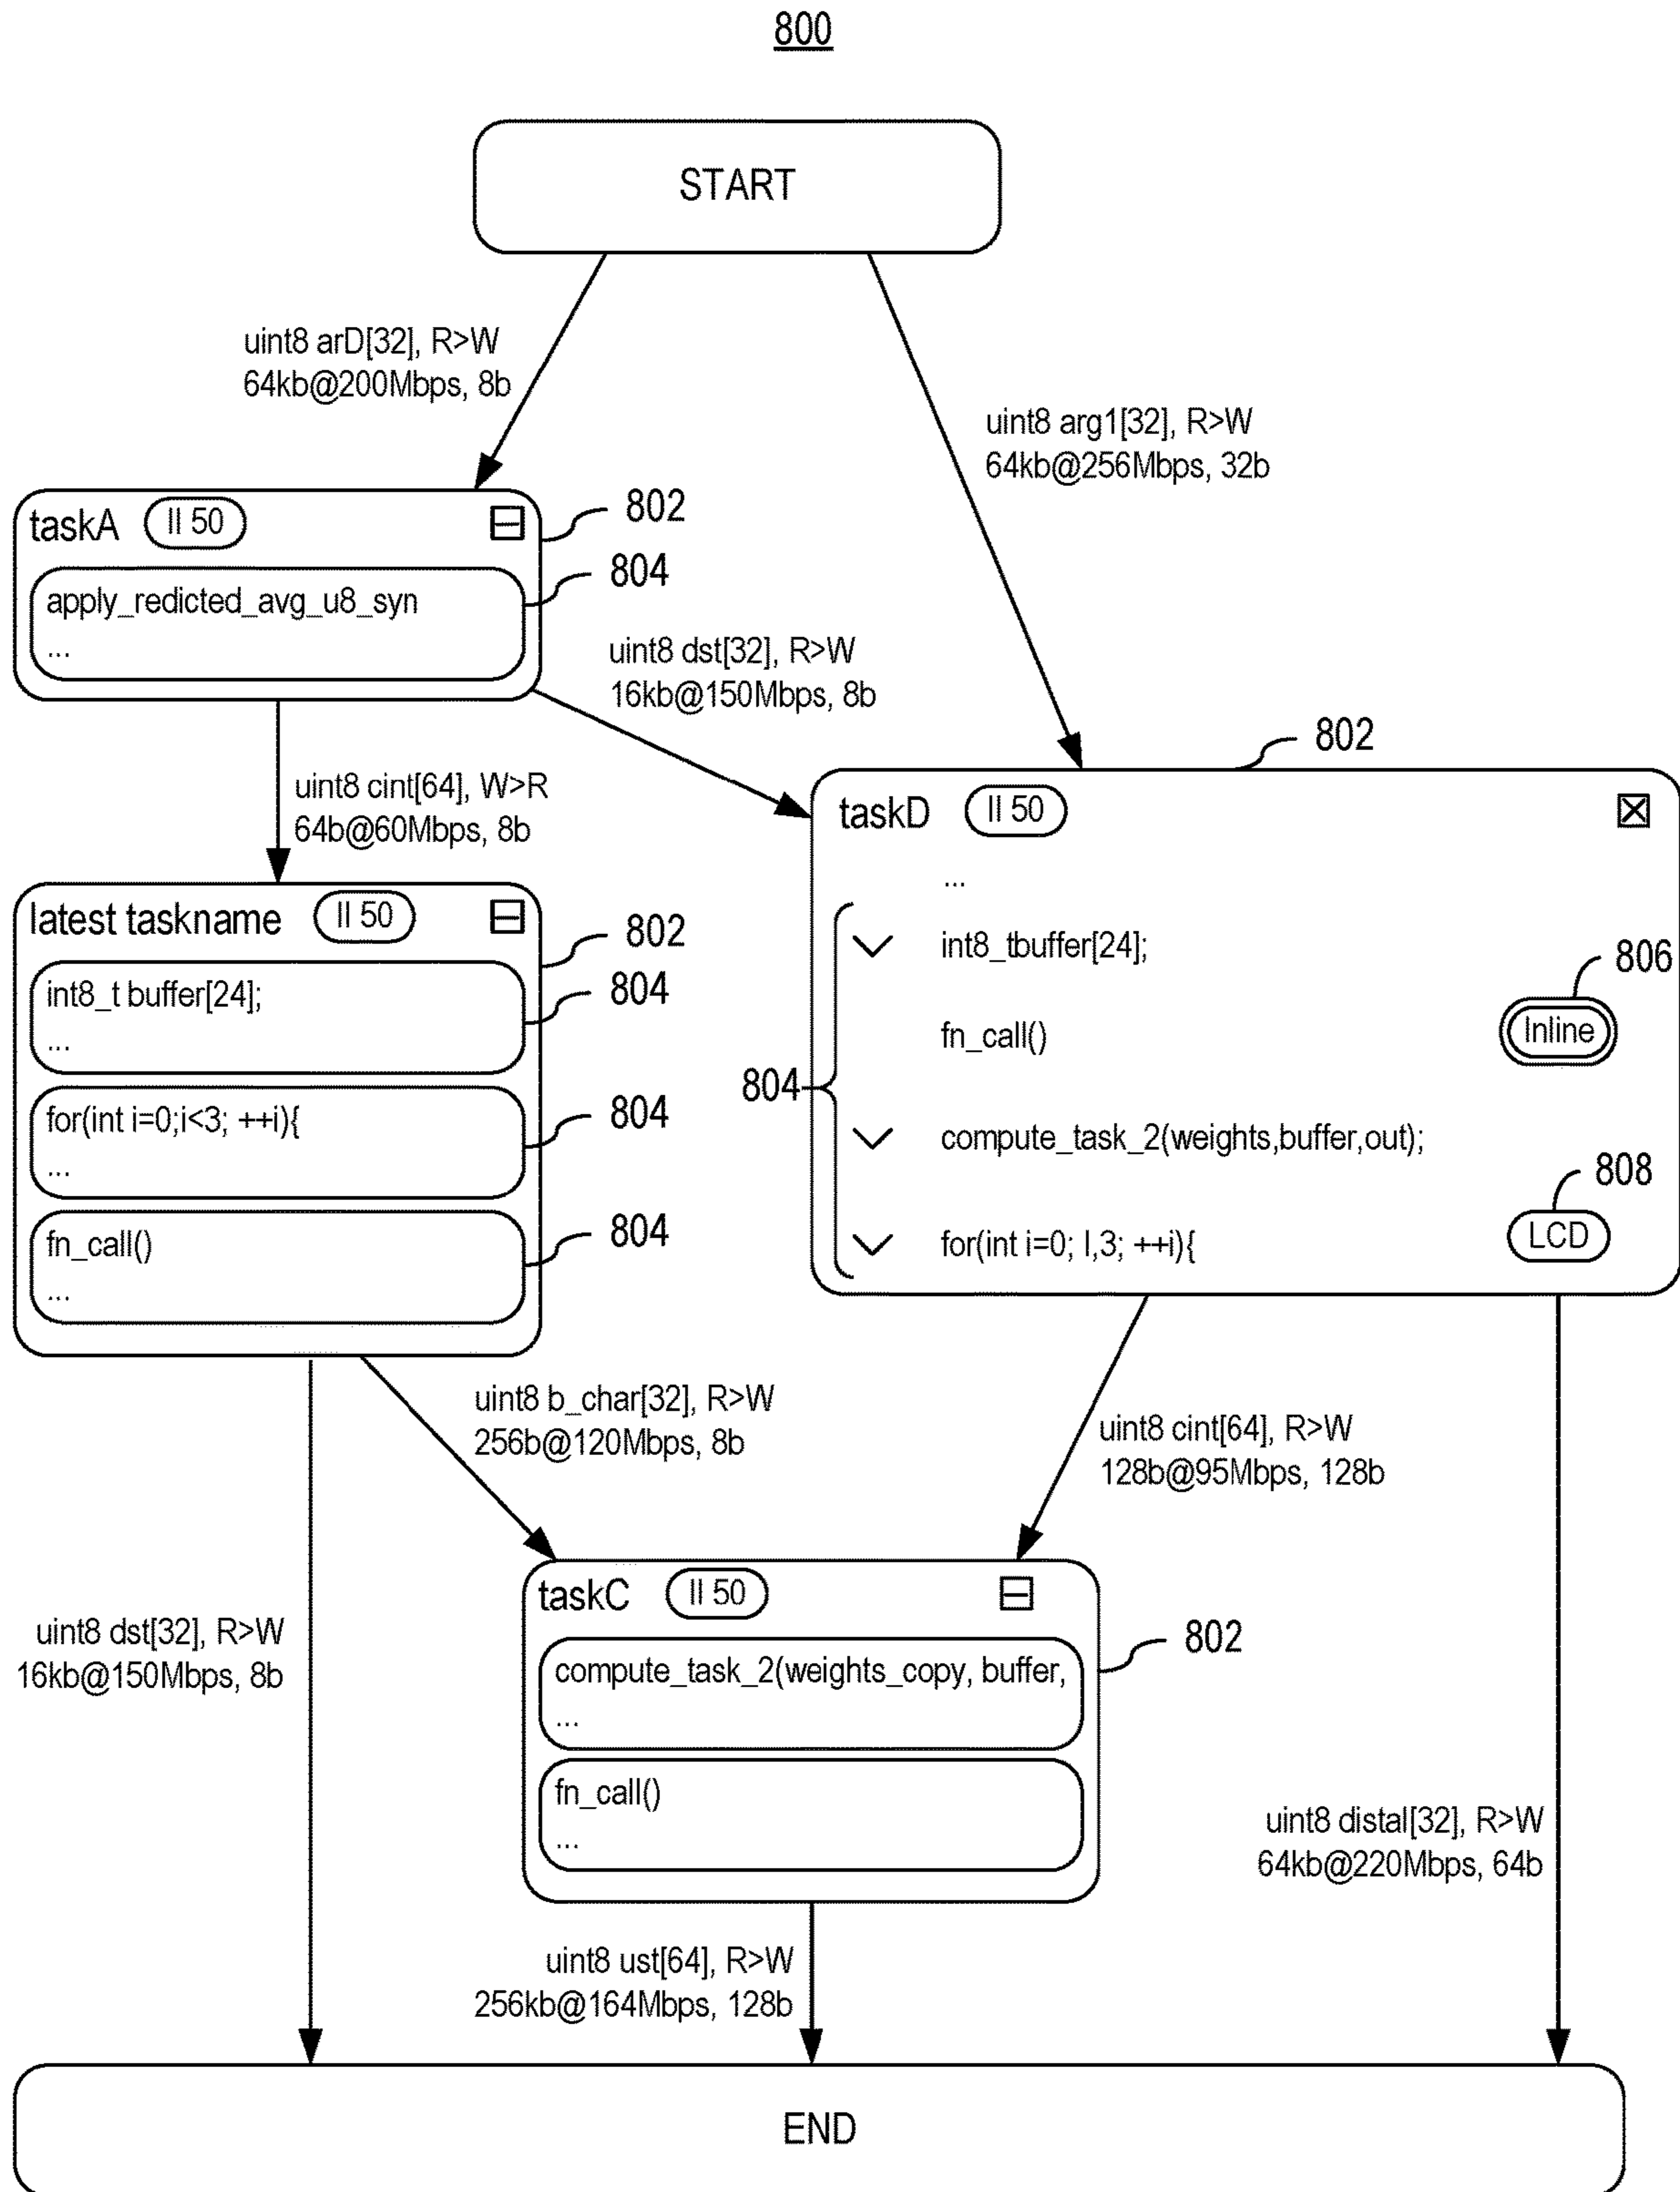 800
START
uint8 arD[32], R>W
64kb@200Mbps, 8b
uint8 arg1[32], R>W
64kb@256Mbps, 32b
taskA II 50
802
apply_redicted_avg_u8_syn
...
804
uint8 dst[32], R>W
16kb@150Mbps, 8b
uint8 cint[64], W>R
64b@60Mbps, 8b
802
taskD II 50
...
int8_tbuffer[24];
fn_call()
Inline
806
804
compute_task_2(weights,buffer,out);
for(int i=0; I,3; ++i){
LCD
808
latest taskname II 50
802
int8_t buffer[24];
...
804
for(int i=0;i<3; ++i){
...
804
fn_call()
...
804
uint8 b_char[32], R>W
256b@120Mbps, 8b
uint8 cint[64], R>W
128b@95Mbps, 128b
taskC II 50
802
compute_task_2(weights_copy, buffer,
...
fn_call()
...
uint8 dst[32], R>W
16kb@150Mbps, 8b
uint8 distal[32], R>W
64kb@220Mbps, 64b
uint8 ust[64], R>W
256kb@164Mbps, 128b
END